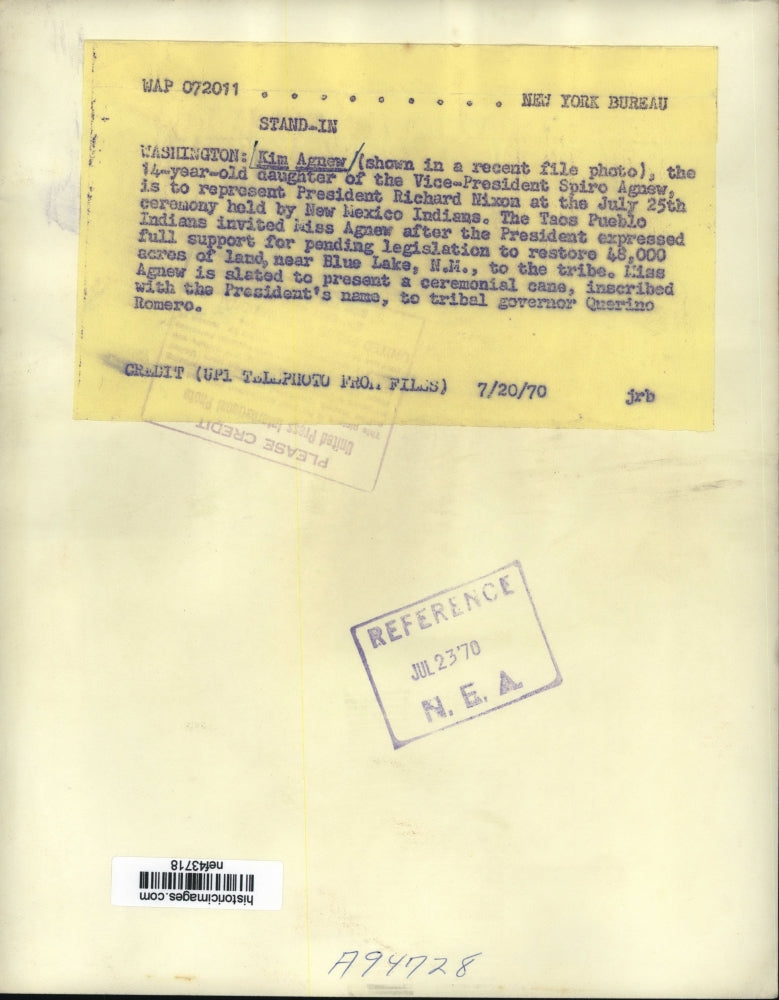 WAP 072011 . . . . . . . . . . NEW YORK BUREAU
STAND-IN
WASHINGTON: Kim Agnew (shown in a recent file photo), the
14-year-old daughter of the Vice-President Spiro Agnew,
is to represent President Richard Nixon at the July 25th
ceremony held by New Mexico Indians. The Taos Pueblo
Indians invited Miss Agnew after the President expressed
full support for pending legislation to restore 48,000
acres of land, near Blue Lake, N.M., to the tribe. Miss
Agnew is slated to present a ceremonial cane, inscribed
with the President's name, to tribal governor Querino
Romero.
CREDIT (UPI TELEPHOTO FROM FILES) 7/20/70 jrb
United Press International Photo
PLEASE CREDIT
REFERENCE
JUL 23 '70
N. E. A.
historicimages.com
nef43718
A94728